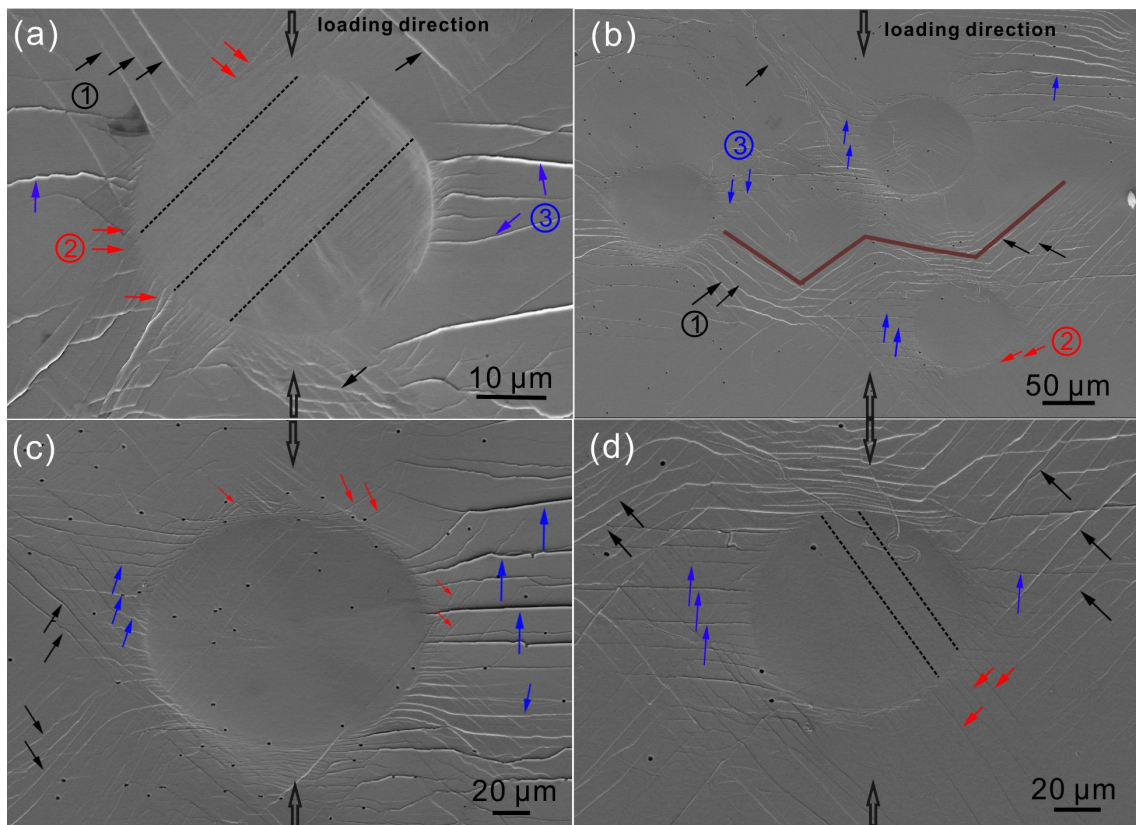 (a)
loading direction
①
②
③
10 µm
(b)
loading direction
③
①
②
50 µm
(c)
20 µm
(d)
20 µm